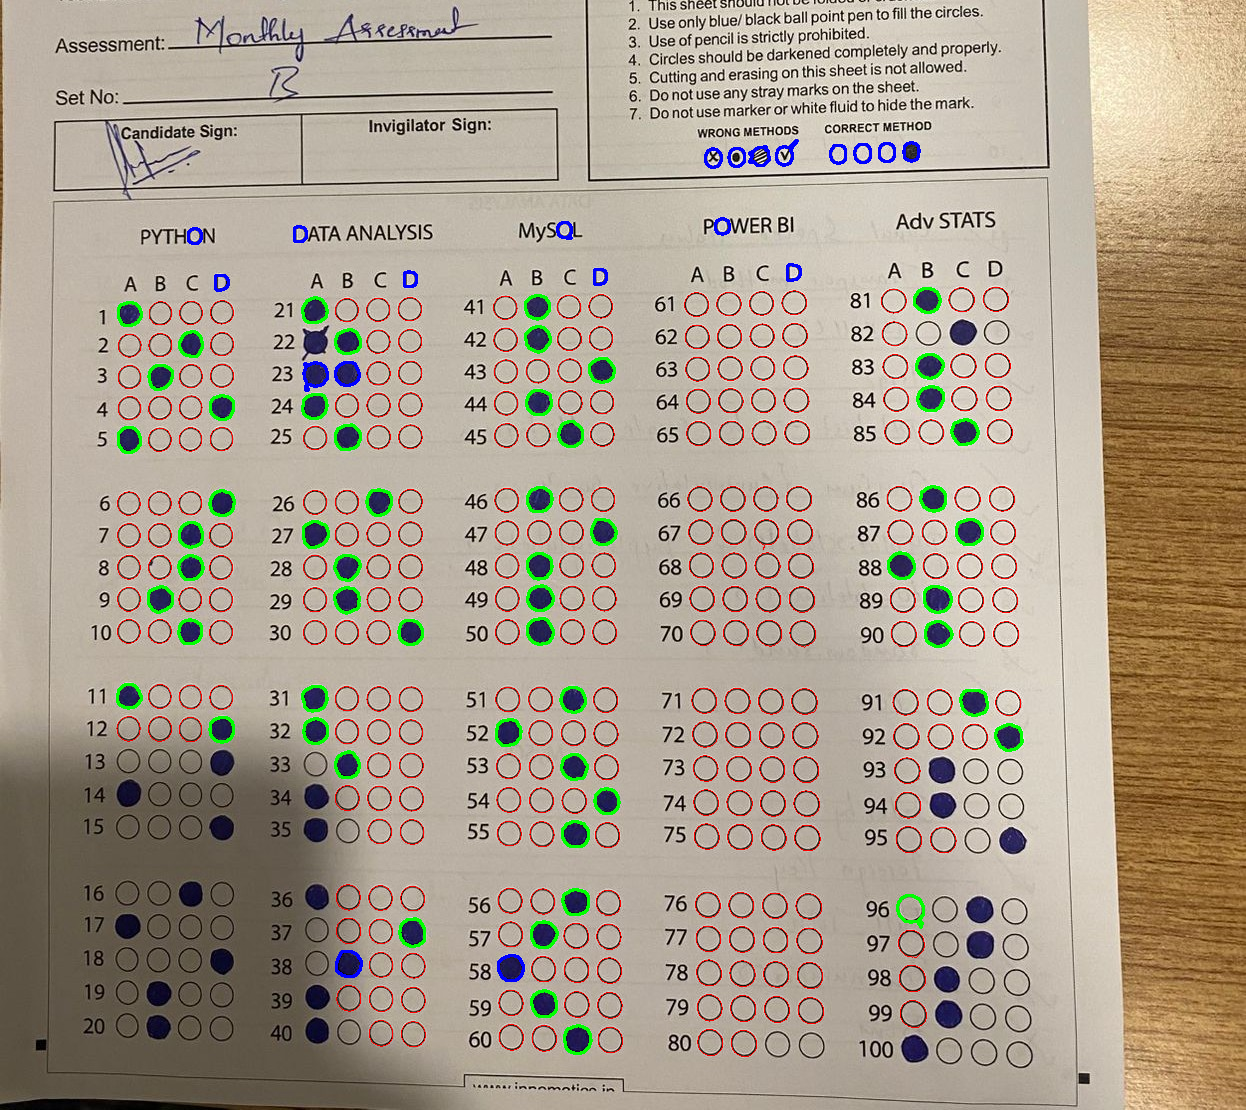 1. This sheet should not be folded or
Assessment: Monthly Assessment
2. Use only blue/ black ball point pen to fill the circles.
3. Use of pencil is strictly prohibited.
4. Circles should be darkened completely and properly.
5. Cutting and erasing on this sheet is not allowed.
Set No: B
6. Do not use any stray marks on the sheet.
7. Do not use marker or white fluid to hide the mark.
Candidate Sign: Invigilator Sign:
WRONG METHODS CORRECT METHOD
PYTHON DATA ANALYSIS MySQL POWER BI Adv STATS
A B C D A B C D A B C D A B C D A B C D
1 21 41 61 81
2 22 42 62 82
3 23 43 63 83
4 24 44 64 84
5 25 45 65 85
6 26 46 66 86
7 27 47 67 87
8 28 48 68 88
9 29 49 69 89
10 30 50 70 90
11 31 51 71 91
12 32 52 72 92
13 33 53 73 93
14 34 54 74 94
15 35 55 75 95
16 36 56 76 96
17 37 57 77 97
18 38 58 78 98
19 39 59 79 99
20 40 60 80 100